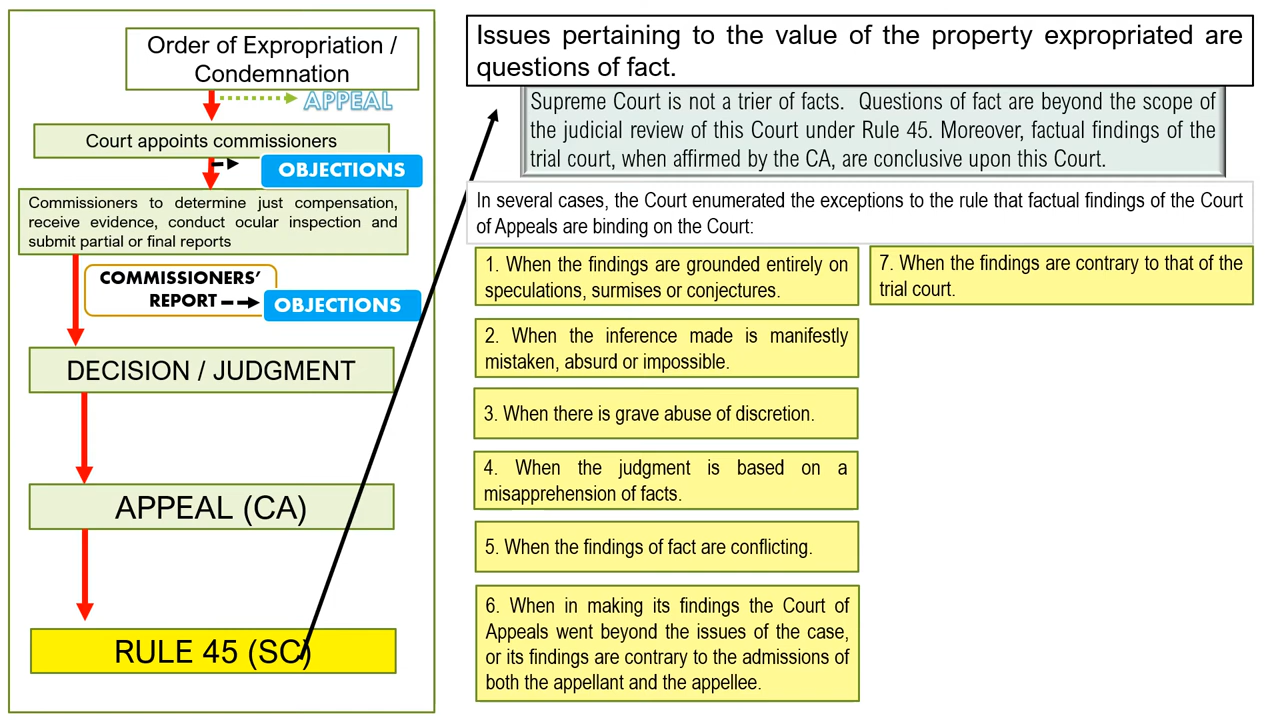 Order of Expropriation /
Condemnation
APPEAL
Court appoints commissioners
OBJECTIONS
Commissioners to determine just compensation,
receive evidence, conduct ocular inspection and
submit partial or final reports
COMMISSIONERS'
REPORT
OBJECTIONS
DECISION / JUDGMENT
APPEAL (CA)
RULE 45 (SC)
Issues pertaining to the value of the property expropriated are
questions of fact.
Supreme Court is not a trier of facts. Questions of fact are beyond the scope of
the judicial review of this Court under Rule 45. Moreover, factual findings of the
trial court, when affirmed by the CA, are conclusive upon this Court.
In several cases, the Court enumerated the exceptions to the rule that factual findings of the Court
of Appeals are binding on the Court:
1. When the findings are grounded entirely on
speculations, surmises or conjectures.
2. When the inference made is manifestly
mistaken, absurd or impossible.
3. When there is grave abuse of discretion.
4. When the judgment is based on a
misapprehension of facts.
5. When the findings of fact are conflicting.
6. When in making its findings the Court of
Appeals went beyond the issues of the case,
or its findings are contrary to the admissions of
both the appellant and the appellee.
7. When the findings are contrary to that of the
trial court.